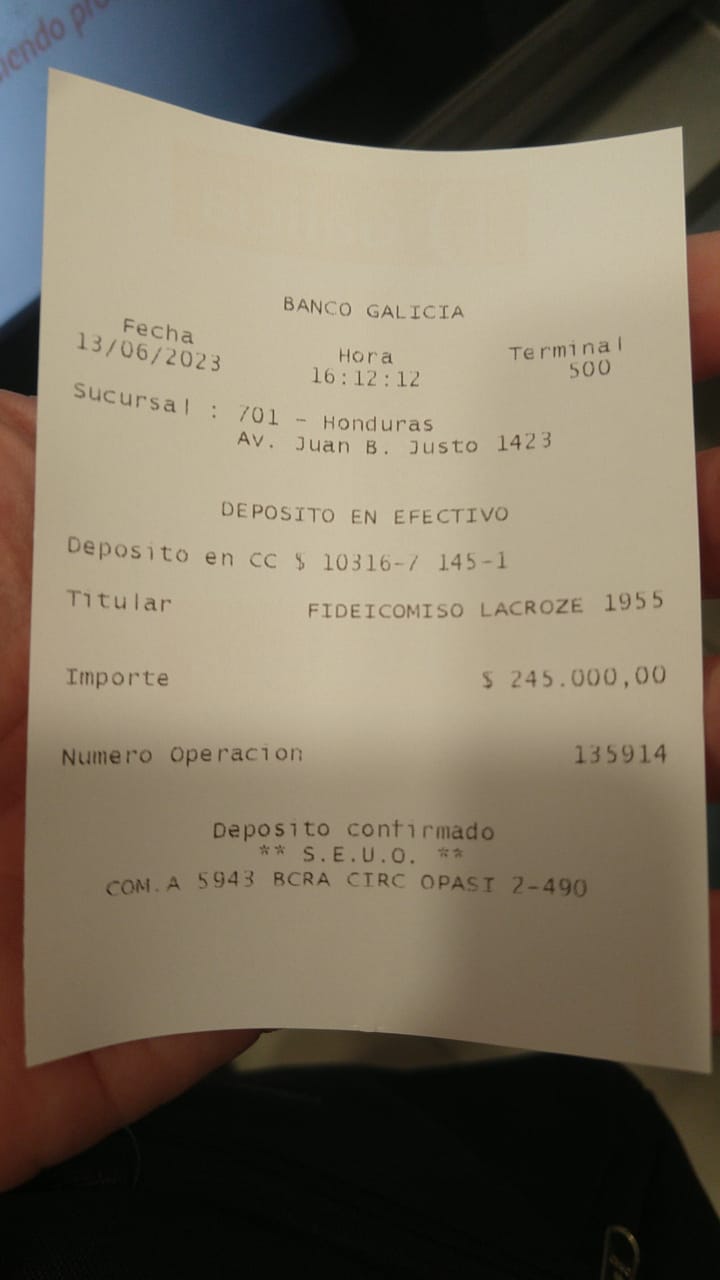 iendo pro
BANCO GALICIA
Fecha Hora Terminal
13/06/2023 16:12:12 500
Sucursal : 701 - Honduras
Av. Juan B. Justo 1423
DEPOSITO EN EFECTIVO
Deposito en CC $ 10316-7 145-1
Titular FIDEICOMISO LACROZE 1955
Importe $ 245.000,00
Numero Operacion 135914
Deposito confirmado
** S.E.U.O. **
COM.A 5943 BCRA CIRC OPASI 2-490